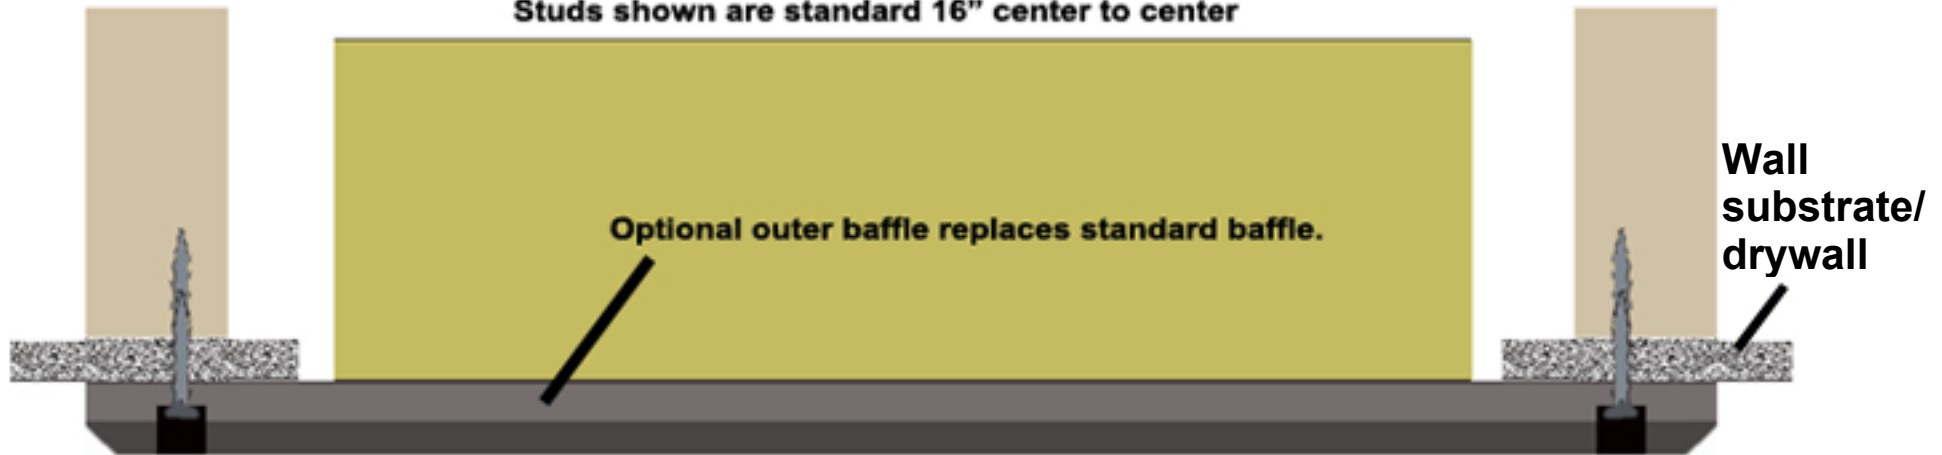 Studs shown are standard 16” center to center
Optional outer baffle replaces standard baffle.
Wall
substrate/
drywall